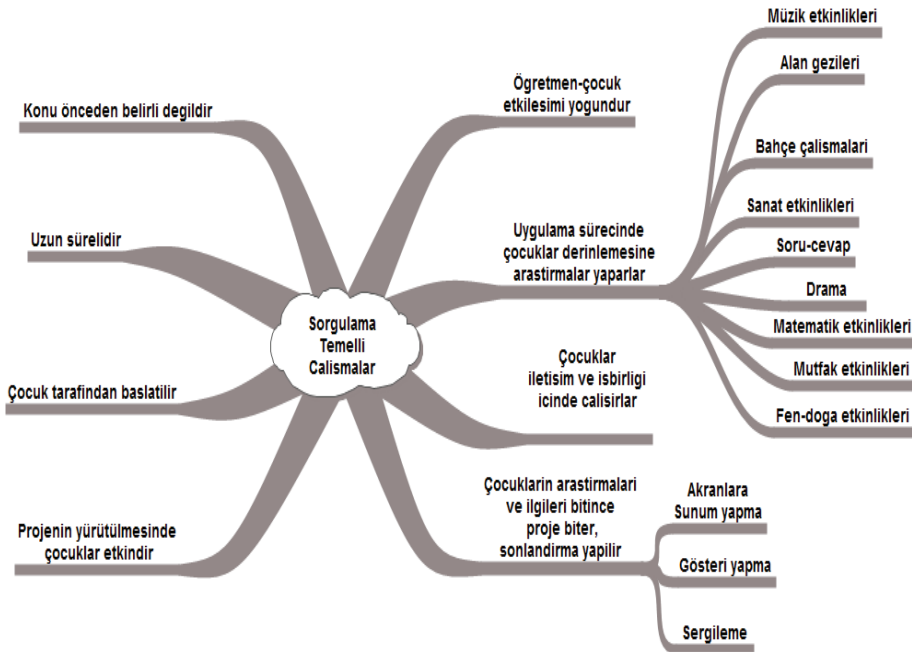 Sorgulama
Temelli
Calismalar
Konu önceden belirli degildir
Uzun sürelidir
Çocuk tarafindan baslatilir
Projenin yürütülmesinde
çocuklar etkindir
Ögretmen-çocuk
etkilesimi yogundur
Uygulama sürecinde
çocuklar derinlemesine
arastirmalar yaparlar
Müzik etkinlikleri
Alan gezileri
Bahçe çalismalari
Sanat etkinlikleri
Soru-cevap
Drama
Matematik etkinlikleri
Mutfak etkinlikleri
Fen-doga etkinlikleri
Çocuklar
iletisim ve isbirligi
icinde calisirlar
Çocuklarin arastirmalari
ve ilgileri bitince
proje biter,
sonlandirma yapilir
Akranlara
Sunum yapma
Gösteri yapma
Sergileme